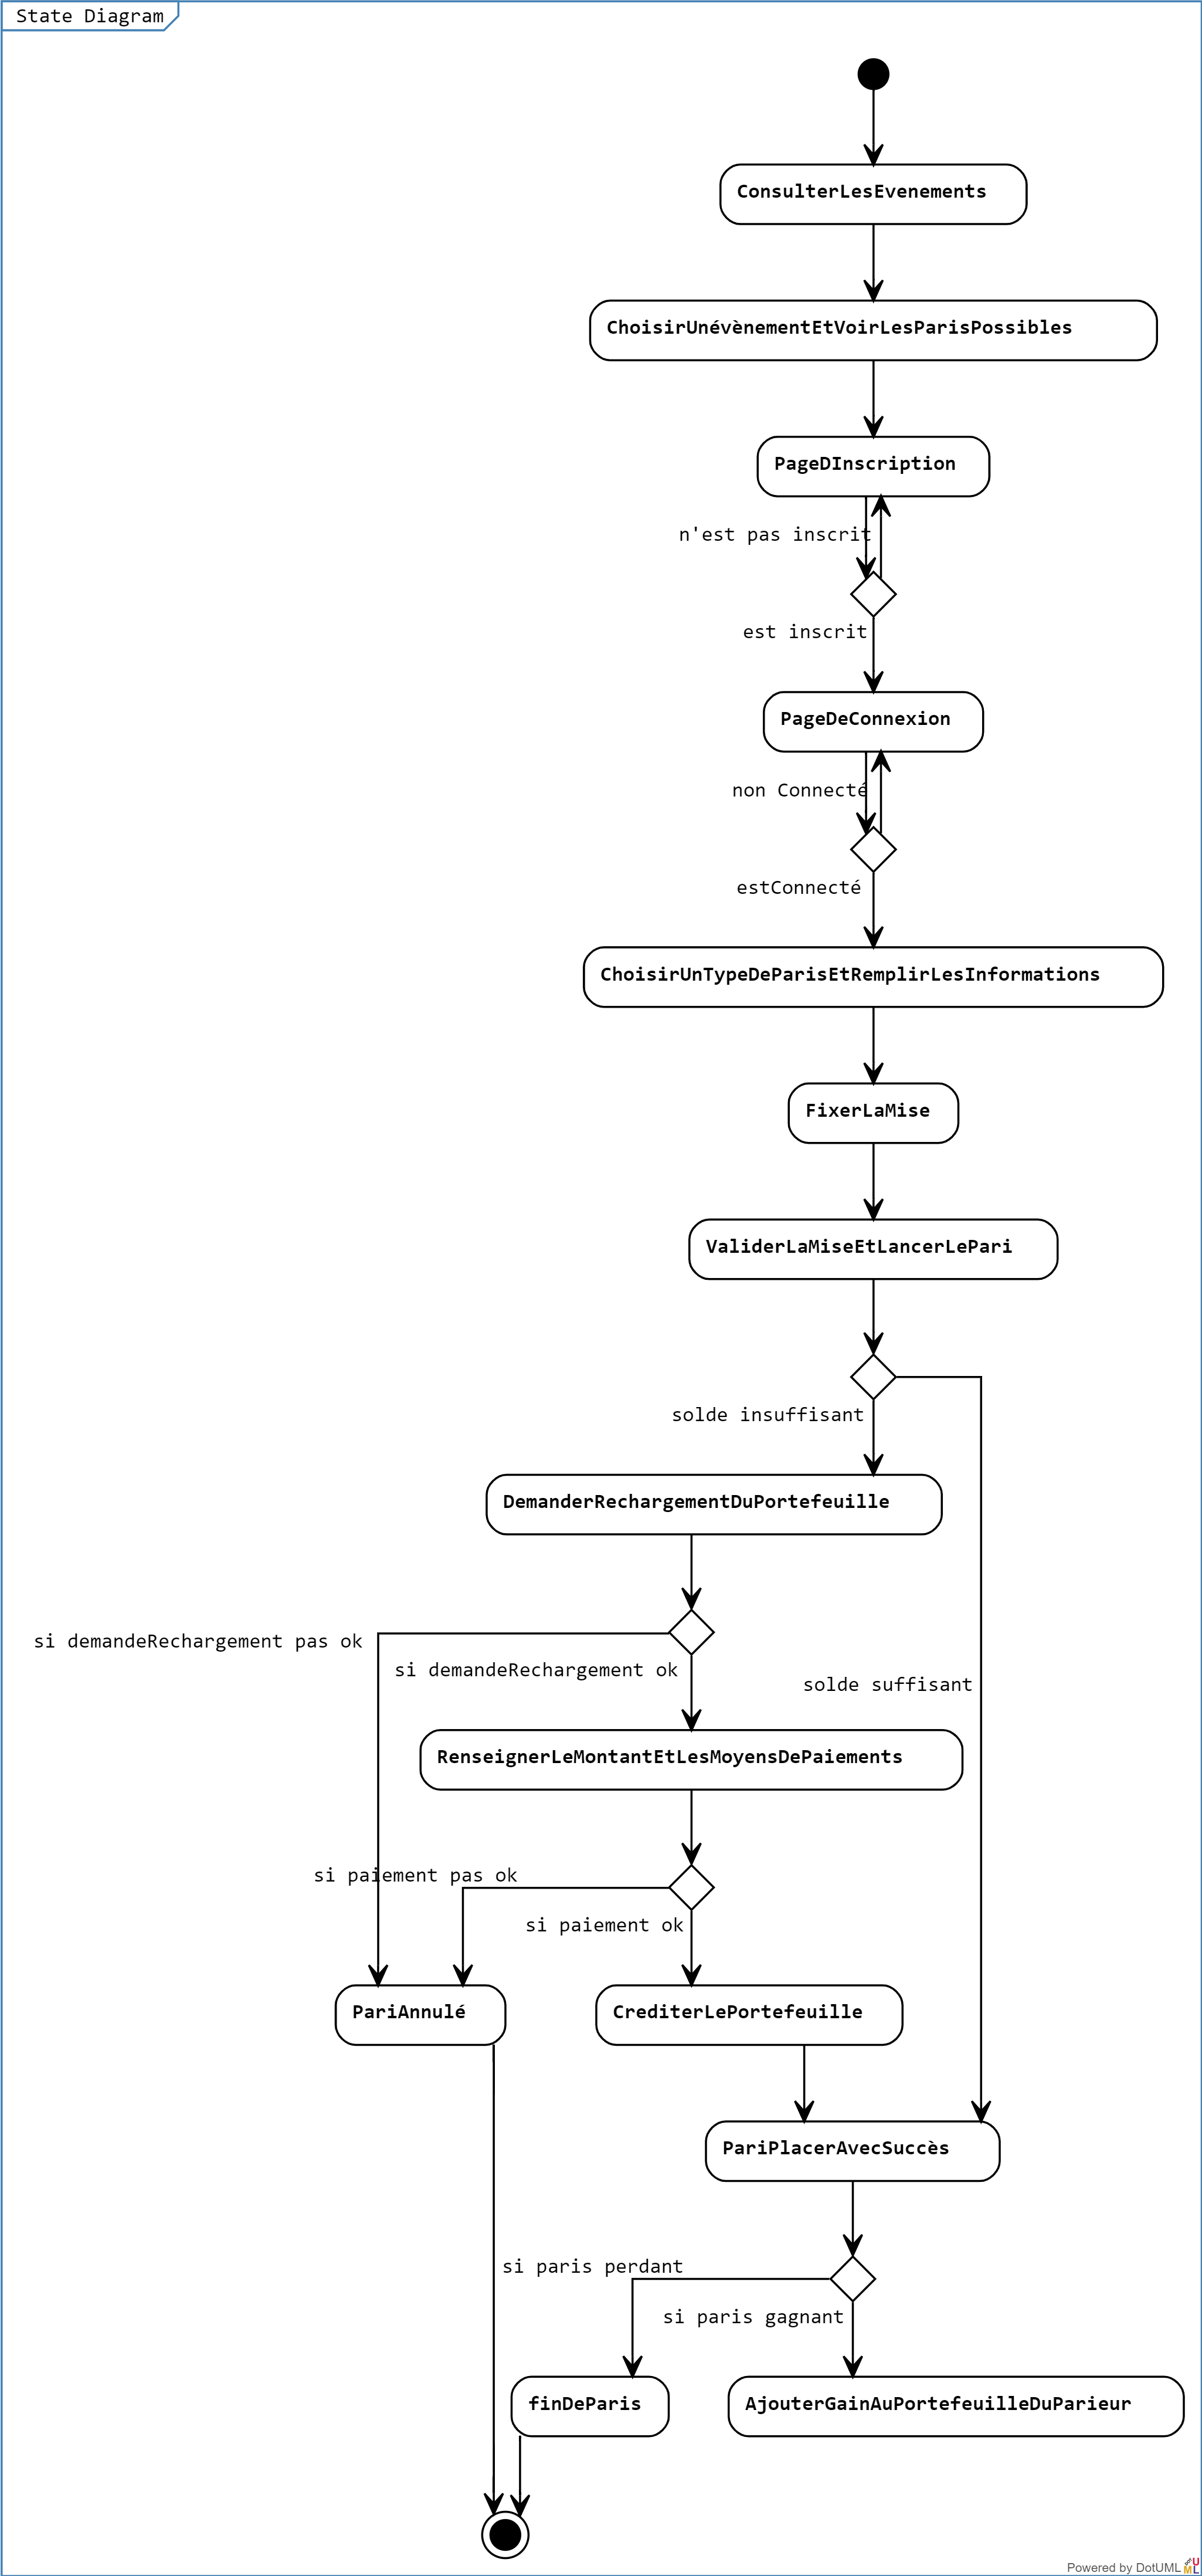 State Diagram
ConsulterLesEvenements
ChoisirUnévènementEtVoirLesParisPossibles
PageDInscription
n'est pas inscrit
est inscrit
PageDeConnexion
non Connecté
estConnecté
ChoisirUnTypeDeParisEtRemplirLesInformations
FixerLaMise
ValiderLaMiseEtLancerLePari
solde insuffisant
DemanderRechargementDuPortefeuille
si demandeRechargement pas ok
si demandeRechargement ok
solde suffisant
RenseignerLeMontantEtLesMoyensDePaiements
si paiement pas ok
si paiement ok
PariAnnulé
CrediterLePortefeuille
PariPlacerAvecSuccès
si paris perdant
si paris gagnant
finDeParis
AjouterGainAuPortefeuilleDuParieur
Powered by DotUML